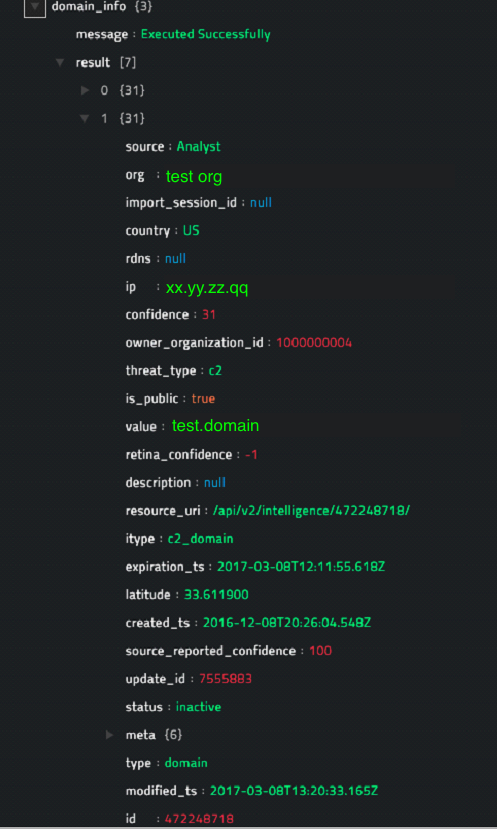 domain_info {3}
message : Executed Successfully
result [7]
0 {31}
1 {31}
source : Analyst
org : test org
import_session_id : null
country : US
rdns : null
ip : xx.yy.zz.qq
confidence : 31
owner_organization_id : 1000000004
threat_type : c2
is_public : true
value : test.domain
retina_confidence : -1
description : null
resource_uri : /api/v2/intelligence/472248718/
itype : c2_domain
expiration_ts : 2017-03-08T12:11:55.618Z
latitude : 33.611900
created_ts : 2016-12-08T20:26:04.548Z
source_reported_confidence : 100
update_id : 7555883
status : inactive
meta {6}
type : domain
modified_ts : 2017-03-08T13:20:33.165Z
id : 472248718